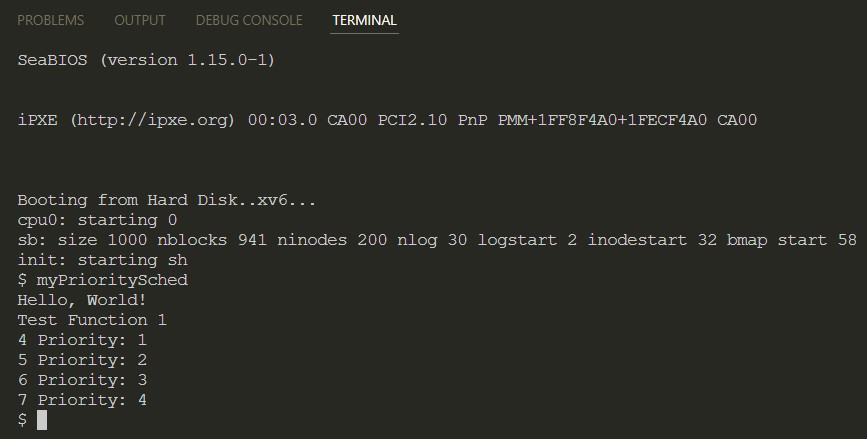 PROBLEMS OUTPUT DEBUG CONSOLE TERMINAL
SeaBIOS (version 1.15.0-1)
iPXE (http://ipxe.org) 00:03.0 CA00 PCI2.10 PnP PMM+1FF8F4A0+1FECF4A0 CA00
Booting from Hard Disk..xv6...
cpu0: starting 0
sb: size 1000 nblocks 941 ninodes 200 nlog 30 logstart 2 inodestart 32 bmap start 58
init: starting sh
$ myPrioritySched
Hello, World!
Test Function 1
4 Priority: 1
5 Priority: 2
6 Priority: 3
7 Priority: 4
$